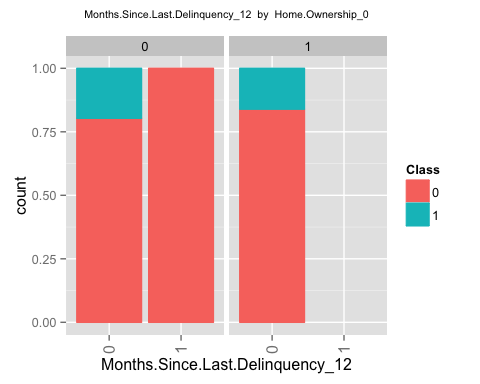 Months.Since.Last.Delinquency_12 by Home.Ownership_0
0 1
1.00
0.75
0.50
0.25
0.00
count
0 1 0 1
Months.Since.Last.Delinquency_12
Class
0
1